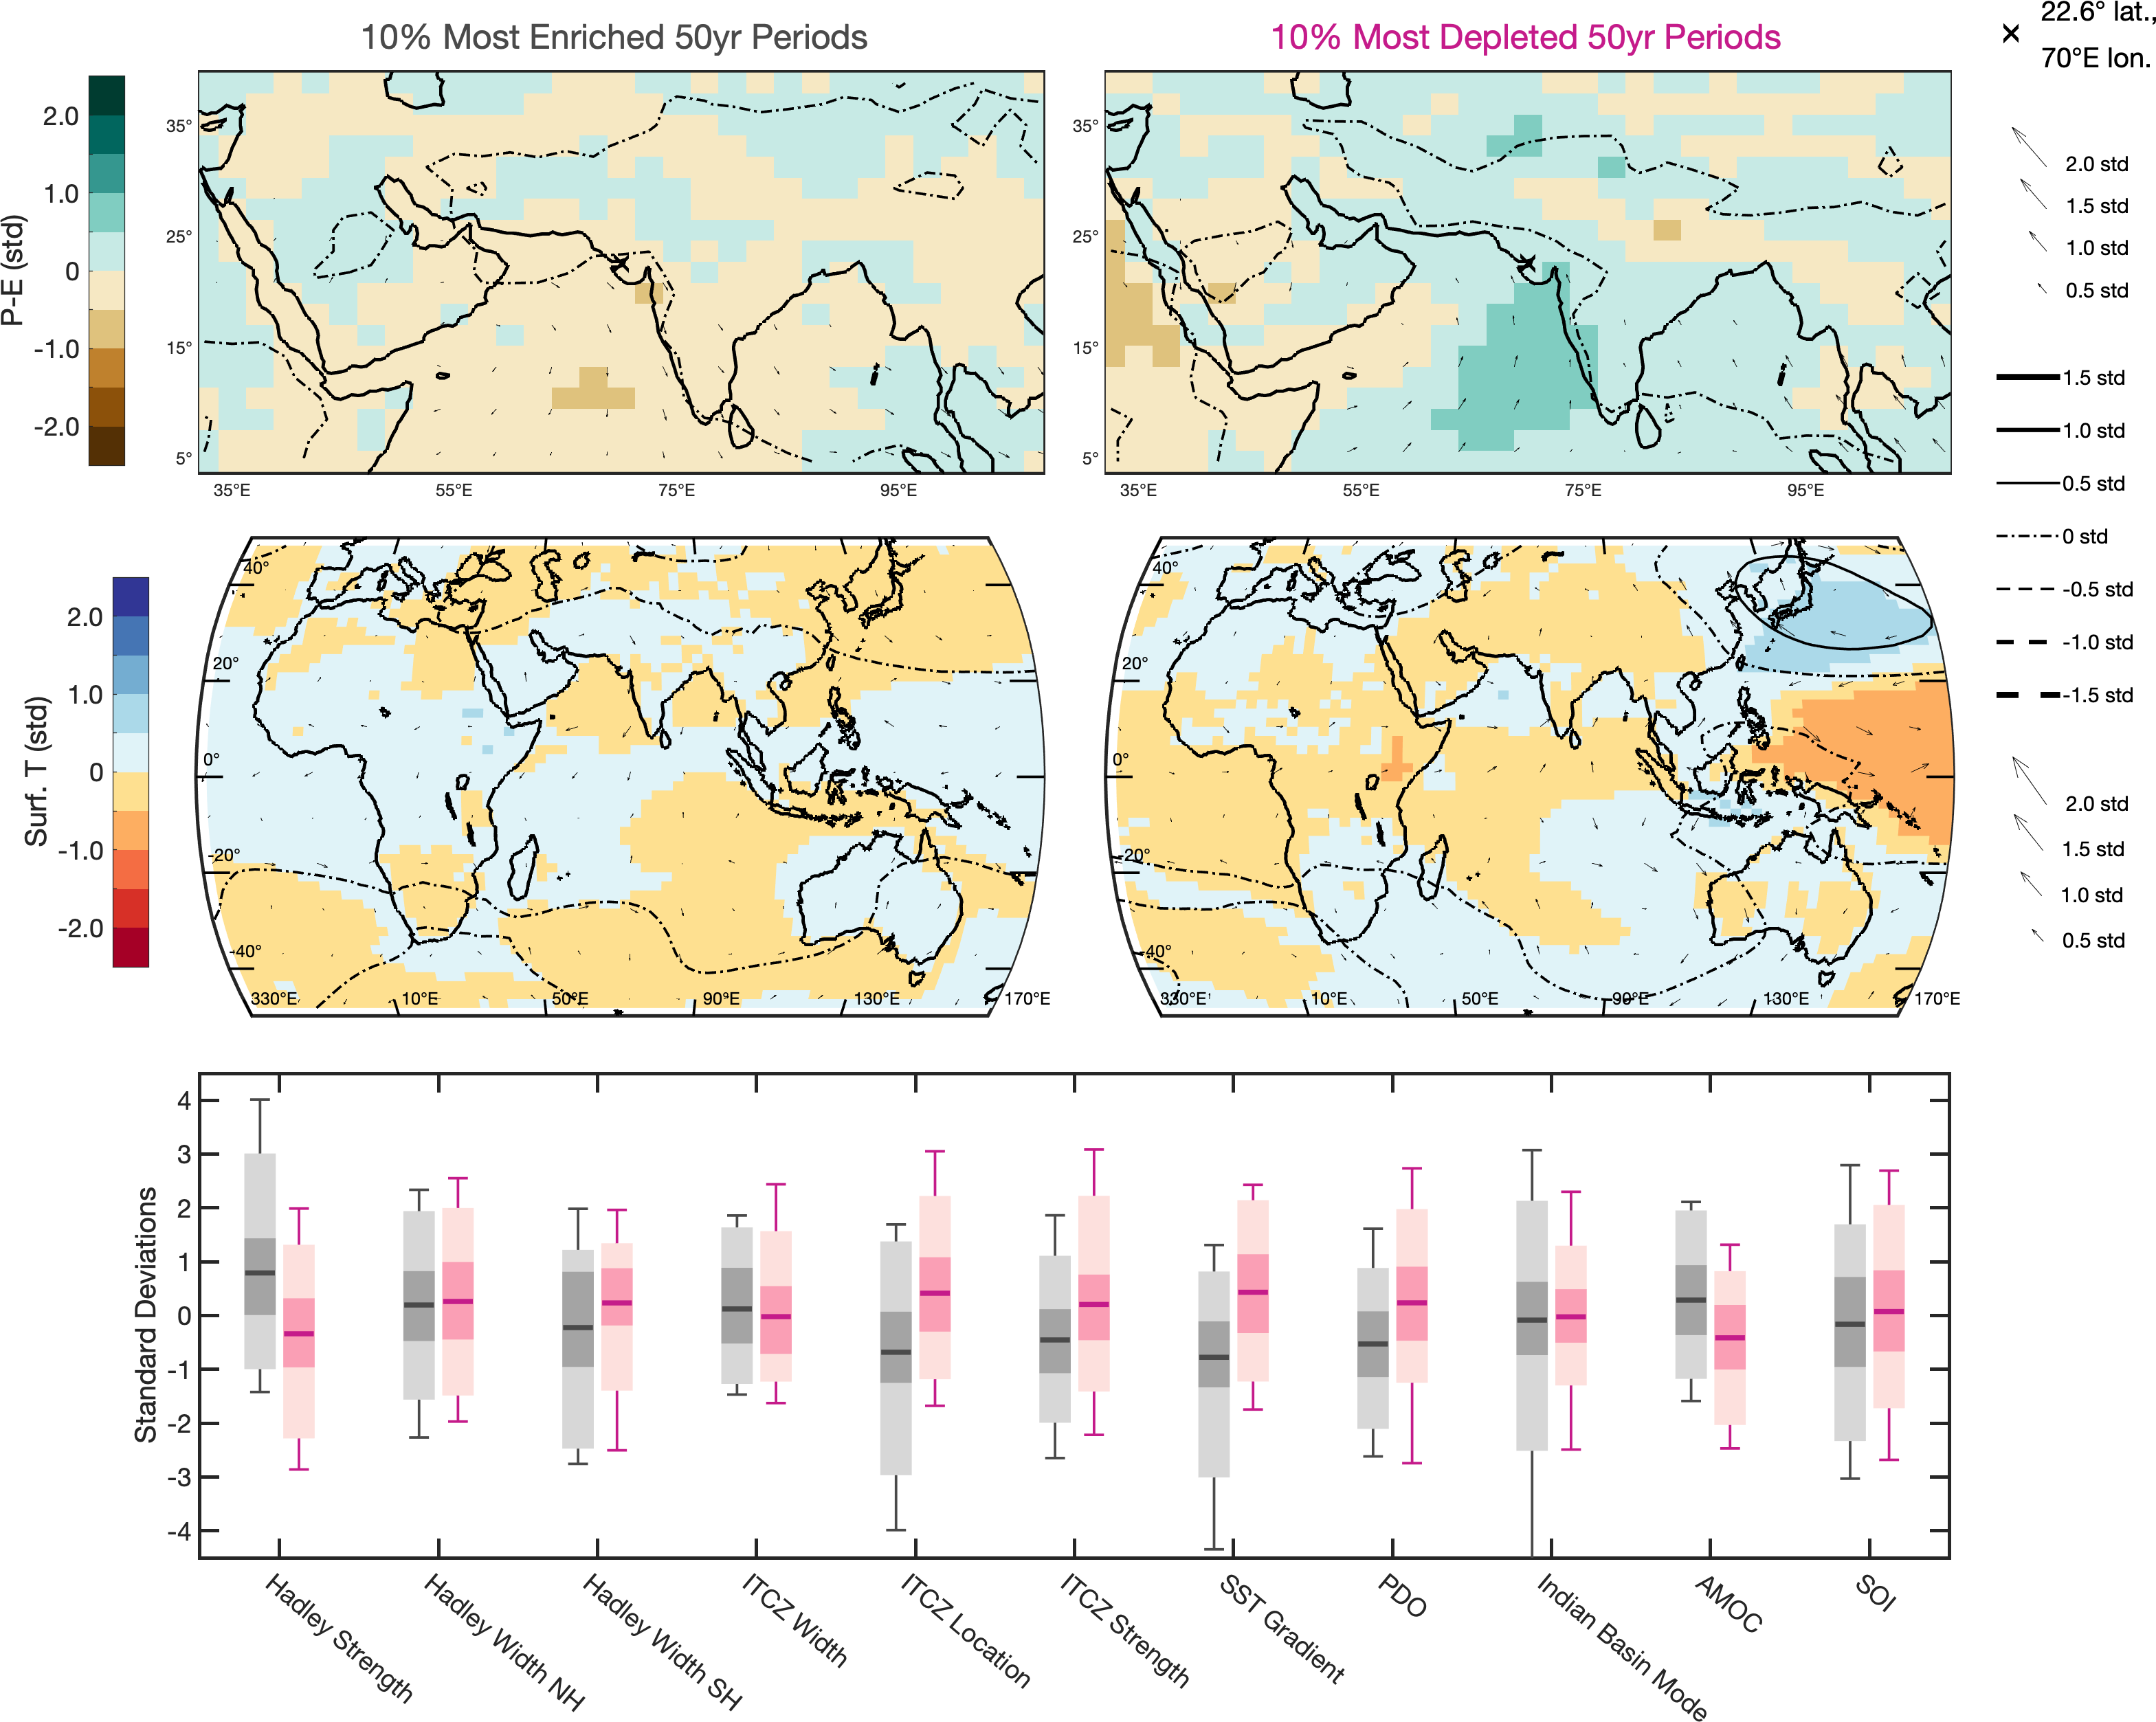 10% Most Enriched 50yr Periods
10% Most Depleted 50yr Periods
22.6° lat.,
70°E lon.
P-E (std)
2.0
1.0
0
-1.0
-2.0
35°
25°
15°
5°
35°E
55°E
75°E
95°E
35°
25°
15°
5°
35°E
55°E
75°E
95°E
2.0 std
1.5 std
1.0 std
0.5 std
1.5 std
1.0 std
0.5 std
0 std
-0.5 std
-1.0 std
-1.5 std
Surf. T (std)
2.0
1.0
0
-1.0
-2.0
40°
20°
0°
-20°
-40°
330°E
10°E
50°E
90°E
130°E
170°E
40°
20°
0°
-20°
-40°
330°E
10°E
50°E
90°E
130°E
170°E
2.0 std
1.5 std
1.0 std
0.5 std
Standard Deviations
4
3
2
1
0
-1
-2
-3
-4
Hadley Strength
Hadley Width NH
Hadley Width SH
ITCZ Width
ITCZ Location
ITCZ Strength
SST Gradient
PDO
Indian Basin Mode
AMOC
SOI